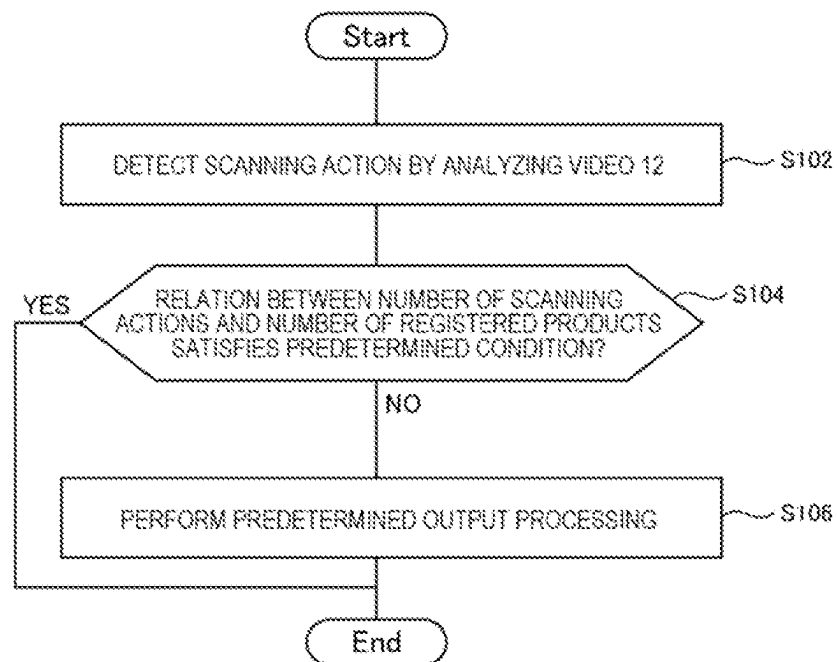 Start
DETECT SCANNING ACTION BY ANALYZING VIDEO 12
S102
RELATION BETWEEN NUMBER OF SCANNING
ACTIONS AND NUMBER OF REGISTERED PRODUCTS
SATISFIES PREDETERMINED CONDITION?
S104
YES
NO
PERFORM PREDETERMINED OUTPUT PROCESSING
S106
End